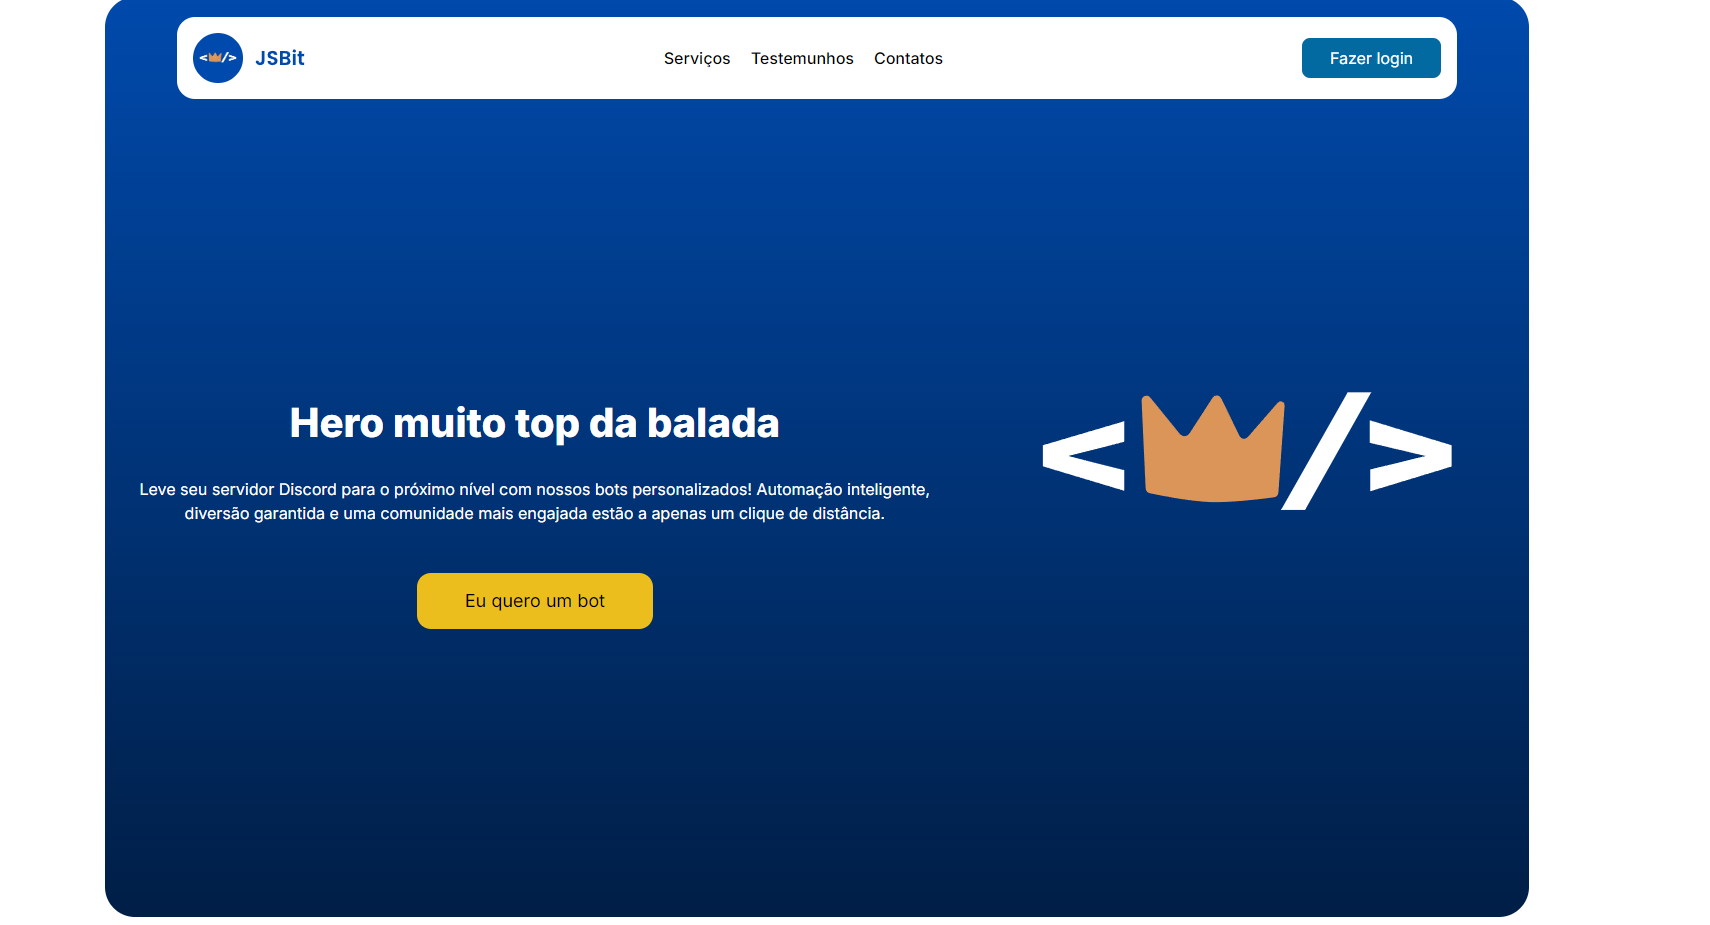 </> JSBit
Serviços Testemunhos Contatos
Fazer login
Hero muito top da balada
Leve seu servidor Discord para o próximo nível com nossos bots personalizados! Automação inteligente,
diversão garantida e uma comunidade mais engajada estão a apenas um clique de distância.
Eu quero um bot
</>